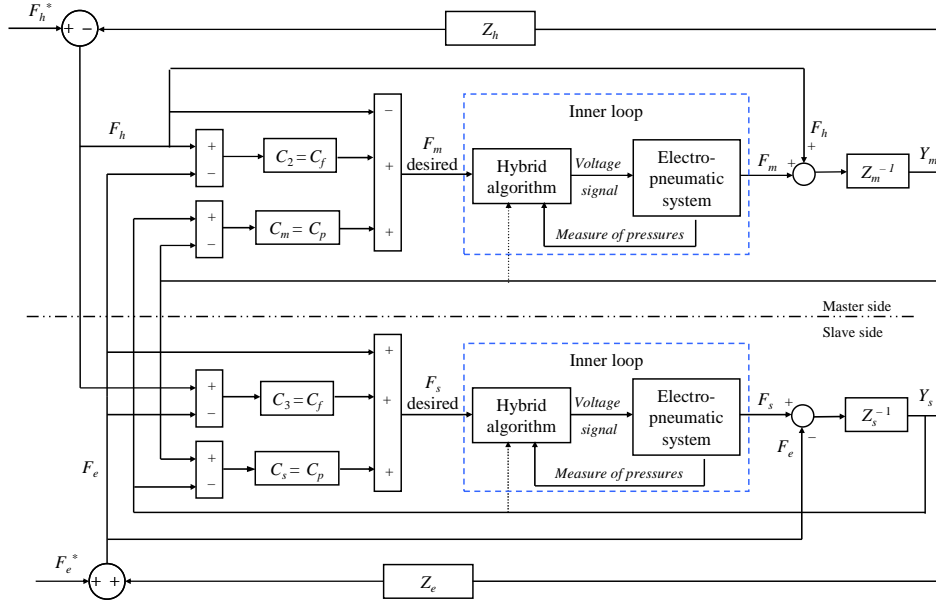 F_h*
+
−
Z_h
F_h
+
−
C_2 = C_f
+
−
C_m = C_p
−
+
+
F_m
desired
Inner loop
Hybrid
algorithm
Voltage
signal
Electro-
pneumatic
system
Measure of pressures
F_m
F_h
+
+
Z_m^{-1}
Y_m
Master side
Slave side
+
−
C_3 = C_f
+
−
C_s = C_p
+
+
+
F_s
desired
Inner loop
Hybrid
algorithm
Voltage
signal
Electro-
pneumatic
system
Measure of pressures
F_s
+
F_e
−
Z_s^{-1}
Y_s
F_e
F_e*
+ +
Z_e